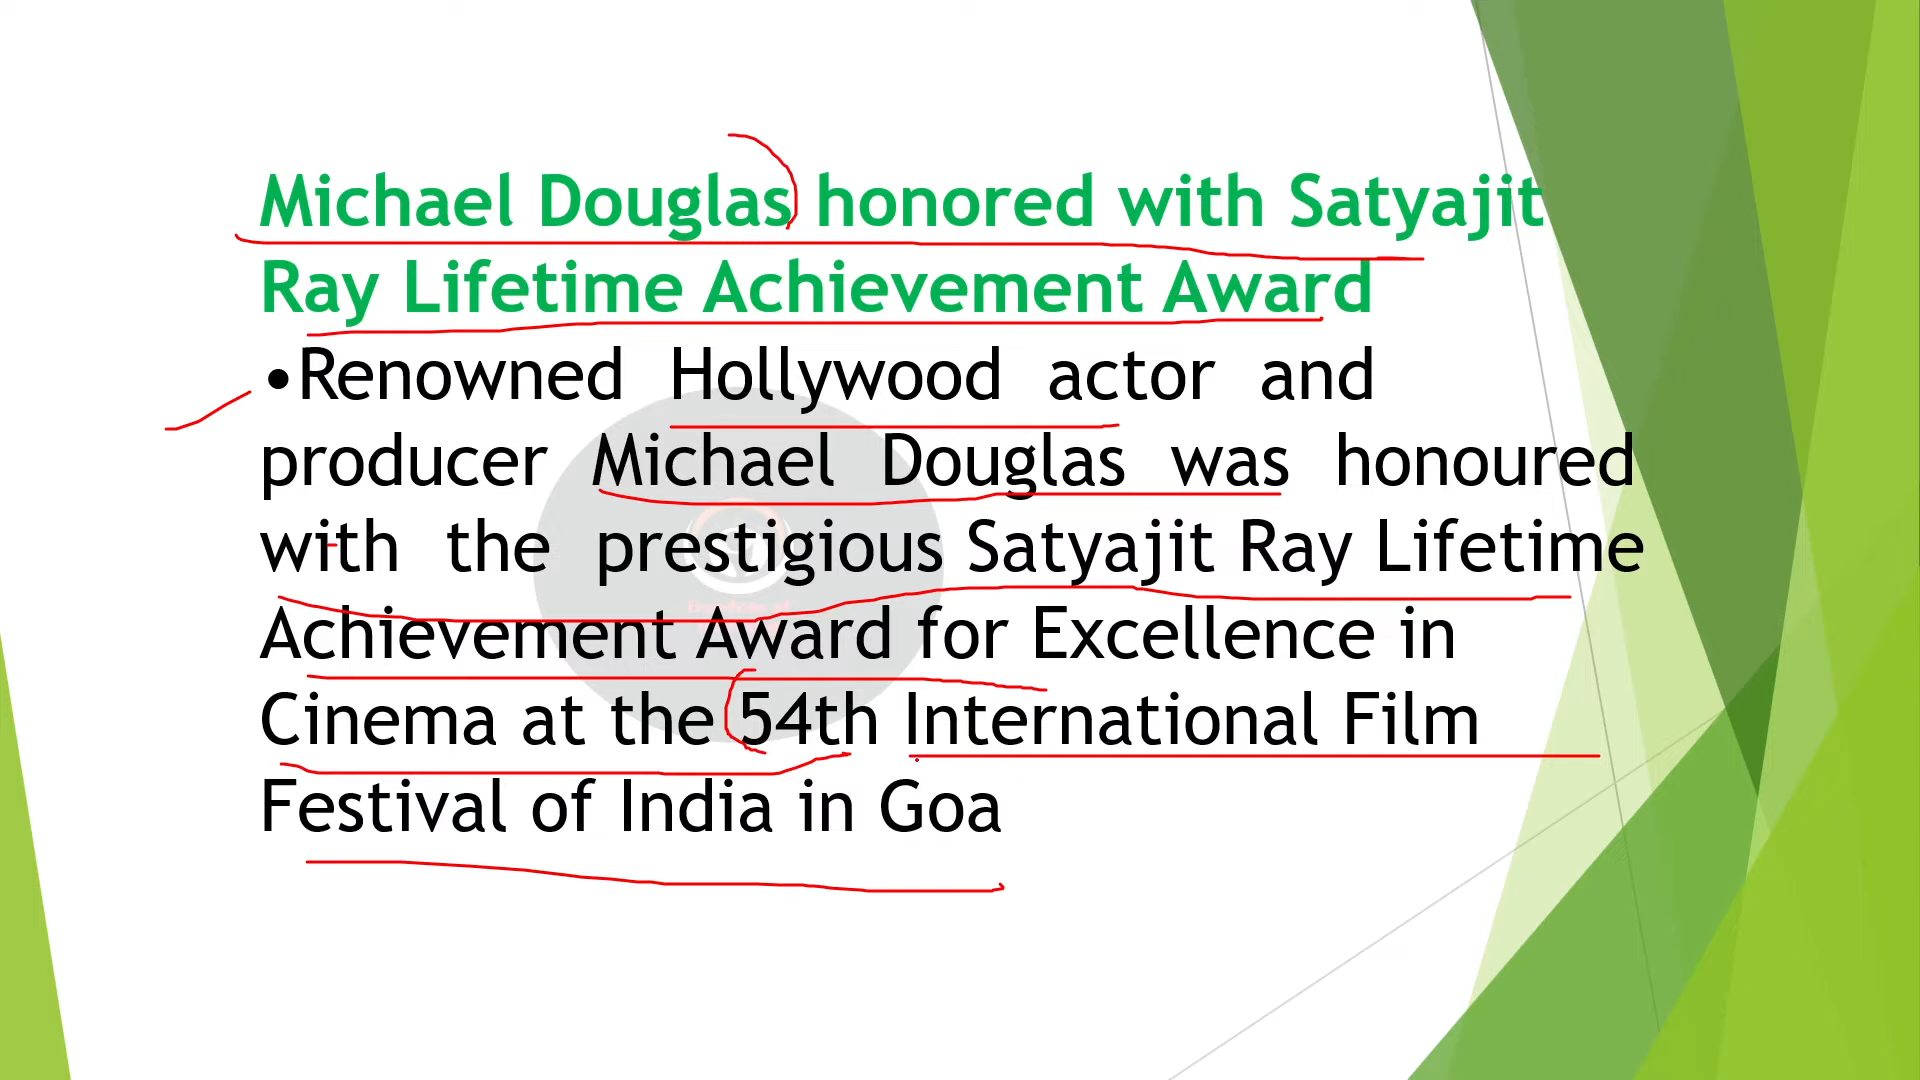 Michael Douglas honored with Satyajit
Ray Lifetime Achievement Award
•Renowned Hollywood actor and
producer Michael Douglas was honoured
with the prestigious Satyajit Ray Lifetime
Achievement Award for Excellence in
Cinema at the 54th International Film
Festival of India in Goa